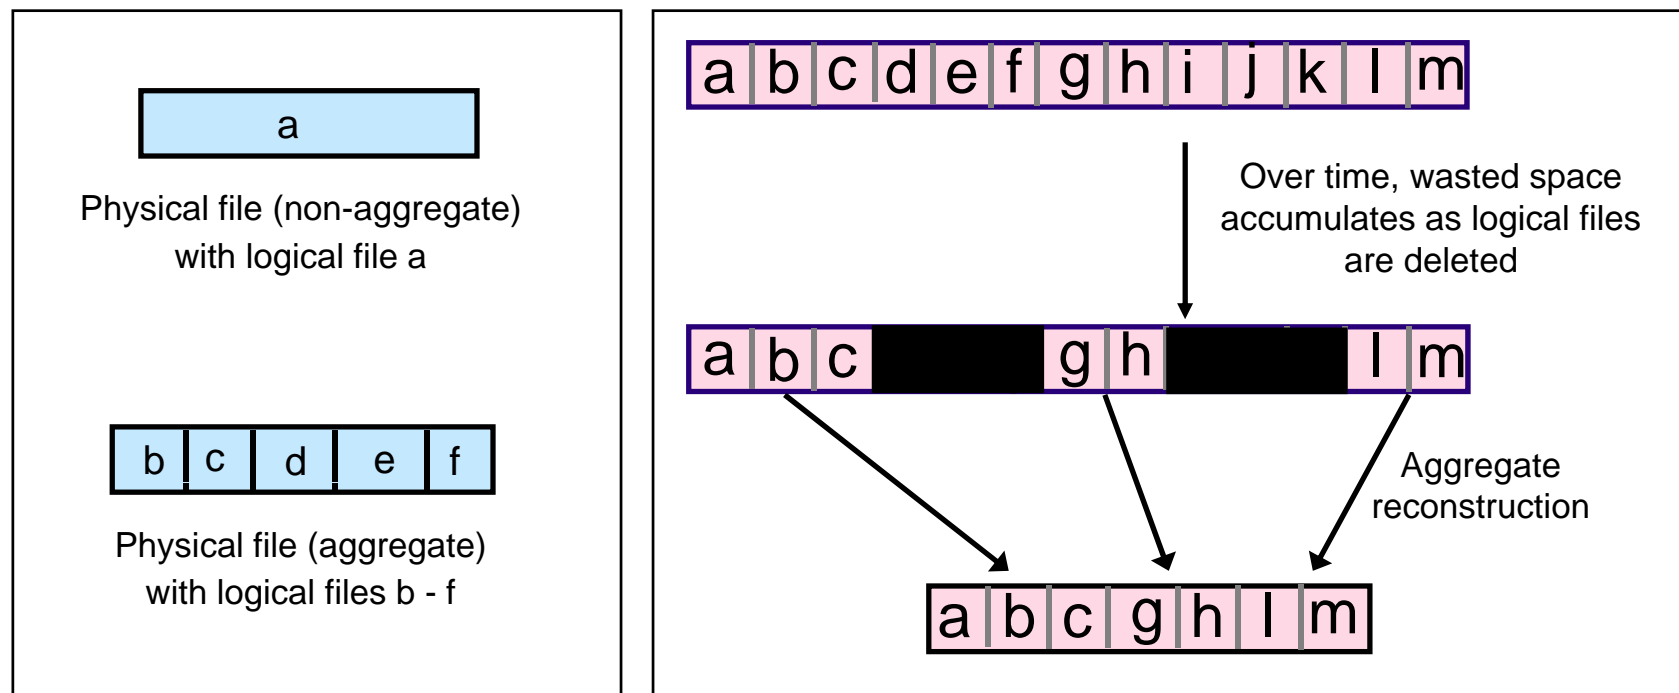 a
Physical file (non-aggregate)
with logical file a
b c d e f
Physical file (aggregate)
with logical files b - f
a b c d e f g h i j k l m
Over time, wasted space
accumulates as logical files
are deleted
a b c g h l m
Aggregate
reconstruction
a b c g h l m